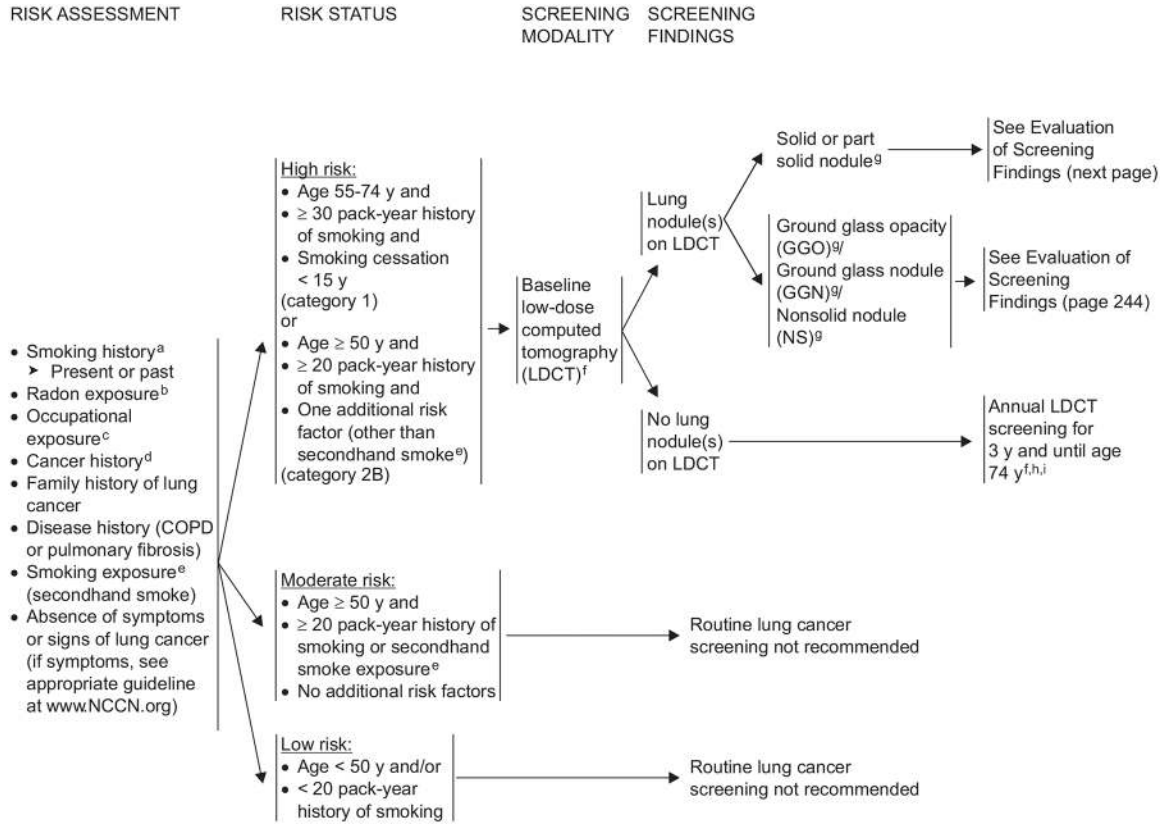 RISK ASSESSMENT
RISK STATUS
SCREENING
MODALITY
SCREENING
FINDINGS
• Smoking historyᵃ
➤ Present or past
• Radon exposureᵇ
• Occupational
exposureᶜ
• Cancer historyᵈ
• Family history of lung
cancer
• Disease history (COPD
or pulmonary fibrosis)
• Smoking exposureᵉ
(secondhand smoke)
• Absence of symptoms
or signs of lung cancer
(if symptoms, see
appropriate guideline
at www.NCCN.org)
High risk:
• Age 55-74 y and
• ≥ 30 pack-year history
of smoking and
• Smoking cessation
< 15 y
(category 1)
or
• Age ≥ 50 y and
• ≥ 20 pack-year history
of smoking and
• One additional risk
factor (other than
secondhand smokeᵉ)
(category 2B)
Baseline
low-dose
computed
tomography
(LDCT)ᶠ
Lung
nodule(s)
on LDCT
Solid or part
solid noduleᵍ
See Evaluation
of Screening
Findings (next page)
Ground glass opacity
(GGO)ᵍ/
Ground glass nodule
(GGN)ᵍ/
Nonsolid nodule
(NS)ᵍ
See Evaluation of
Screening
Findings (page 244)
No lung
nodule(s)
on LDCT
Annual LDCT
screening for
3 y and until age
74 yᶠ,ʰ,ⁱ
Moderate risk:
• Age ≥ 50 y and
• ≥ 20 pack-year history of
smoking or secondhand
smoke exposureᵉ
• No additional risk factors
Routine lung cancer
screening not recommended
Low risk:
• Age < 50 y and/or
• < 20 pack-year
history of smoking
Routine lung cancer
screening not recommended